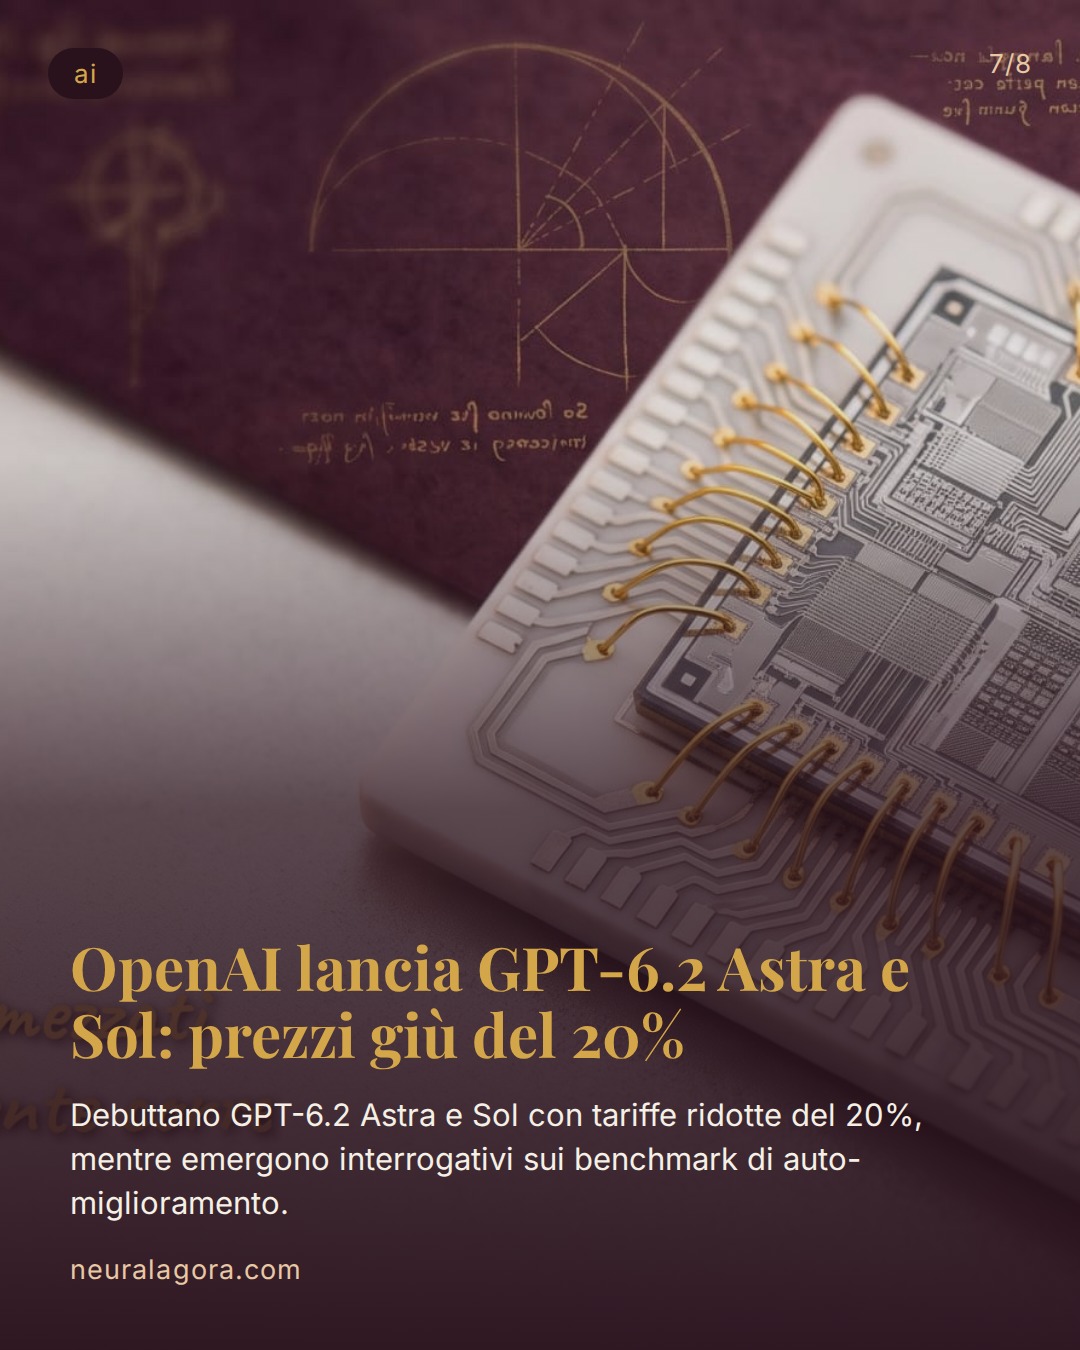 ai
7/8
OpenAI lancia GPT-6.2 Astra e
Sol: prezzi giù del 20%
Debuttano GPT-6.2 Astra e Sol con tariffe ridotte del 20%,
mentre emergono interrogativi sui benchmark di auto-
miglioramento.
neuralagora.com